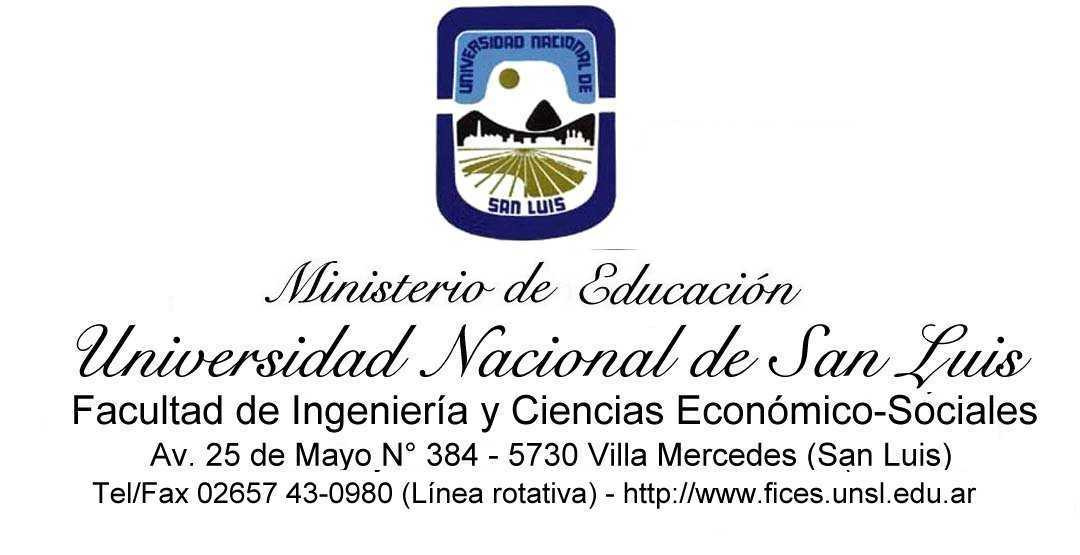 UNIVERSIDAD NACIONAL DE
SAN LUIS
Ministerio de Educación
Universidad Nacional de San Luis
Facultad de Ingeniería y Ciencias Económico-Sociales
Av. 25 de Mayo N° 384 - 5730 Villa Mercedes (San Luis)
Tel/Fax 02657 43-0980 (Línea rotativa) - http://www.fices.unsl.edu.ar